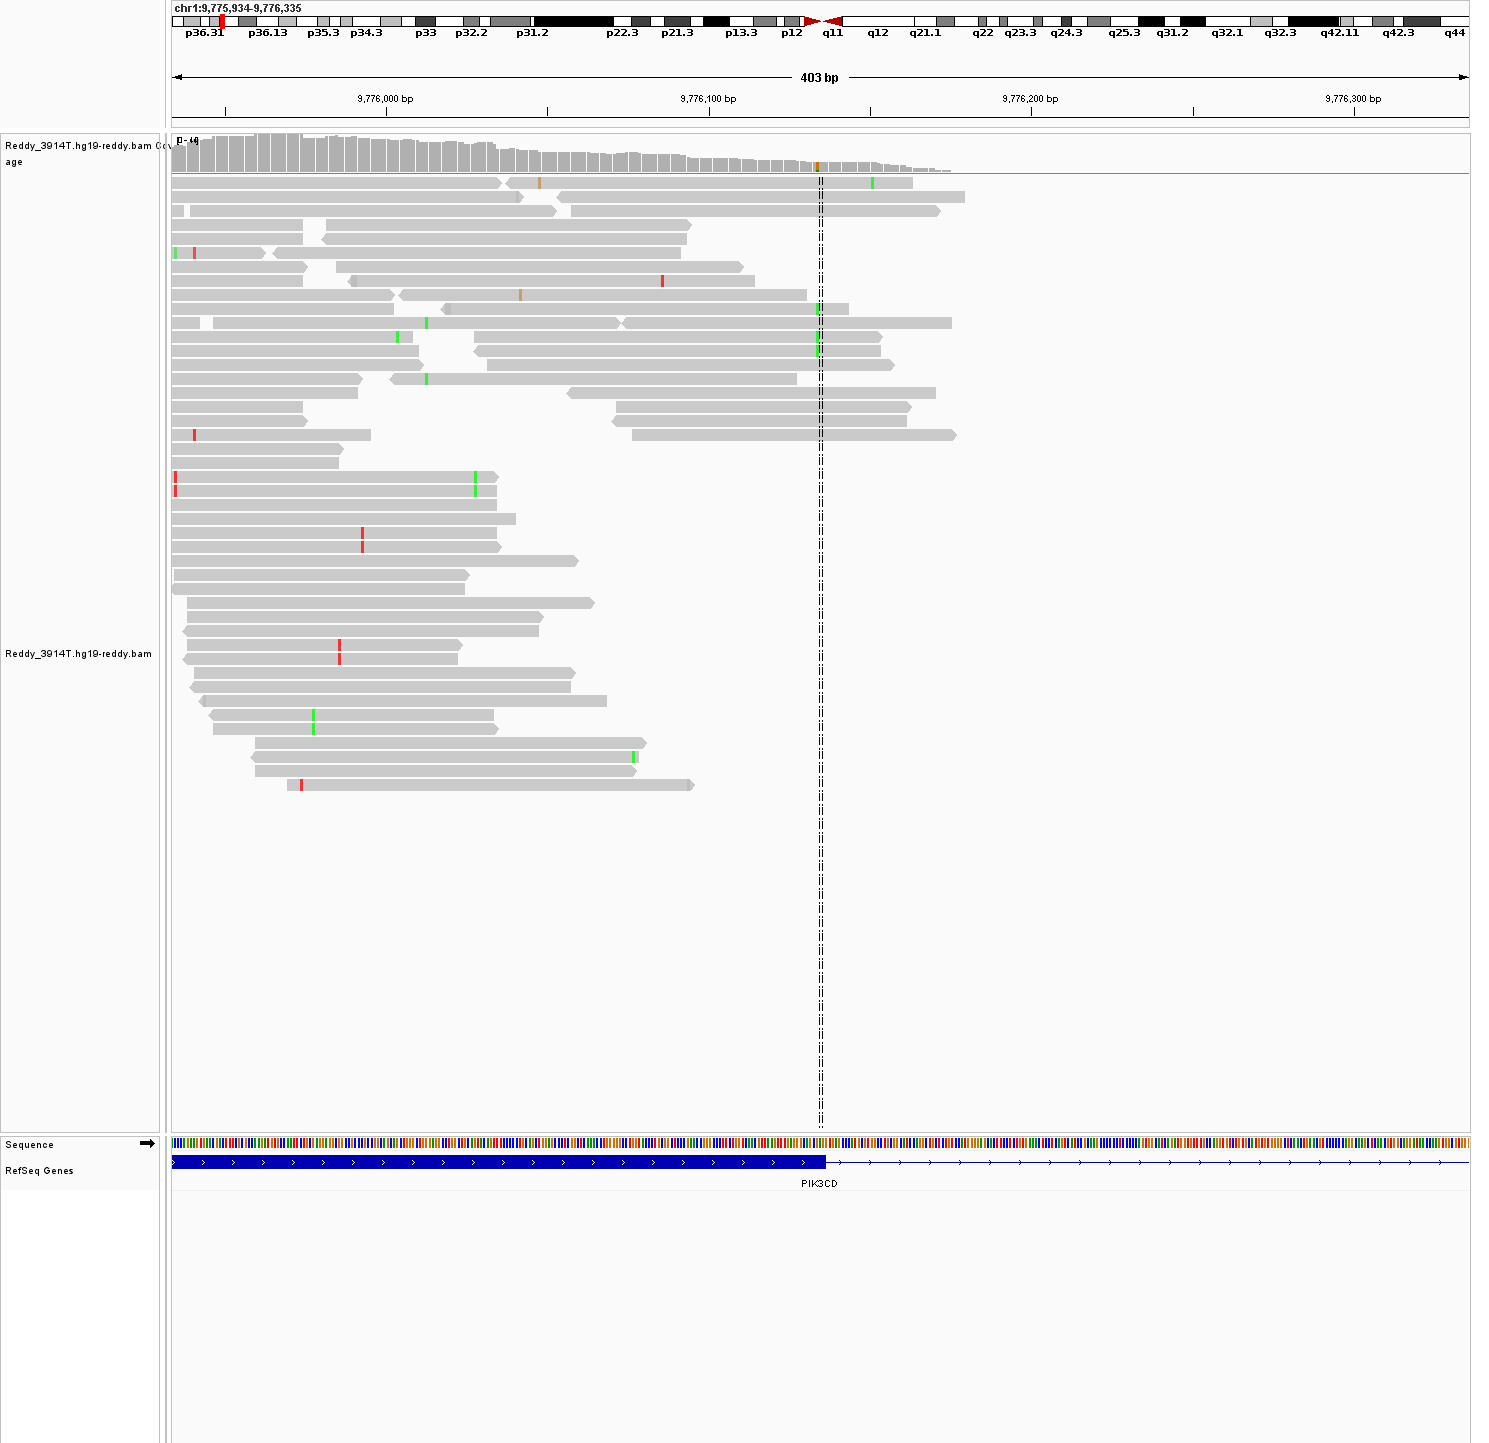 chr1:9,775,934-9,776,335
p36.31 p36.13 p35.3 p34.3 p33 p32.2 p31.2 p22.3 p21.3 p13.3 p12 q11 q12 q21.1 q22 q23.3 q24.3 q25.3 q31.2 q32.1 q32.3 q42.11 q42.3 q44
403 bp
9,776,000 bp 9,776,100 bp 9,776,200 bp 9,776,300 bp
Reddy_3914T.hg19-reddy.bam Cov
age
Reddy_3914T.hg19-reddy.bam
Sequence
RefSeq Genes
PIK3CD